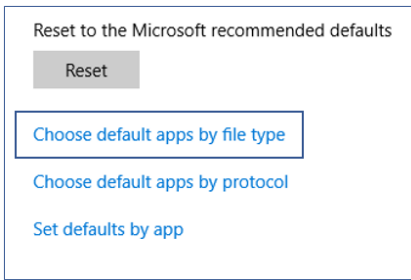 Reset to the Microsoft recommended defaults
Reset
Choose default apps by file type
Choose default apps by protocol
Set defaults by app